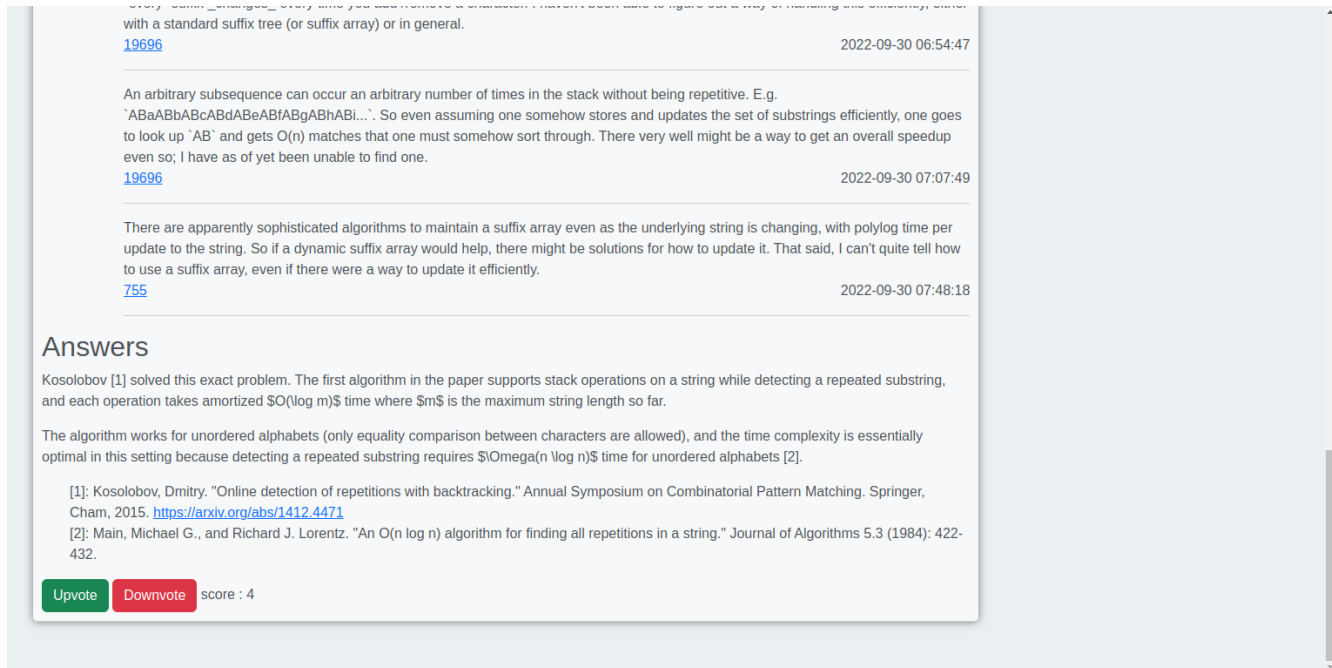 with a standard suffix tree (or suffix array) or in general.
19696 2022-09-30 06:54:47
An arbitrary subsequence can occur an arbitrary number of times in the stack without being repetitive. E.g.
`ABaABbABcABdABeABfABgABhABi...`. So even assuming one somehow stores and updates the set of substrings efficiently, one goes
to look up `AB` and gets O(n) matches that one must somehow sort through. There very well might be a way to get an overall speedup
even so; I have as of yet been unable to find one.
19696 2022-09-30 07:07:49
There are apparently sophisticated algorithms to maintain a suffix array even as the underlying string is changing, with polylog time per
update to the string. So if a dynamic suffix array would help, there might be solutions for how to update it. That said, I can't quite tell how
to use a suffix array, even if there were a way to update it efficiently.
755 2022-09-30 07:48:18
Answers
Kosolobov [1] solved this exact problem. The first algorithm in the paper supports stack operations on a string while detecting a repeated substring,
and each operation takes amortized $O(\log m)$ time where $m$ is the maximum string length so far.
The algorithm works for unordered alphabets (only equality comparison between characters are allowed), and the time complexity is essentially
optimal in this setting because detecting a repeated substring requires $\Omega(n \log n)$ time for unordered alphabets [2].
[1]: Kosolobov, Dmitry. "Online detection of repetitions with backtracking." Annual Symposium on Combinatorial Pattern Matching. Springer,
Cham, 2015. https://arxiv.org/abs/1412.4471
[2]: Main, Michael G., and Richard J. Lorentz. "An O(n log n) algorithm for finding all repetitions in a string." Journal of Algorithms 5.3 (1984): 422-
432.
Upvote Downvote score : 4